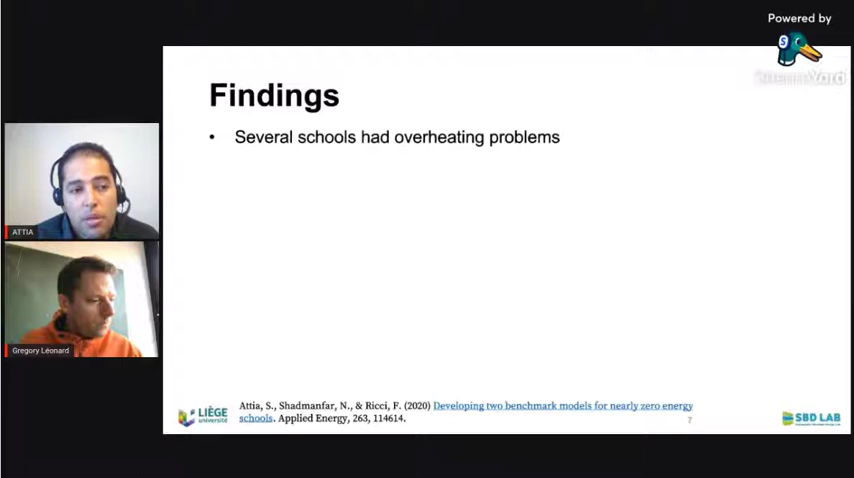 Powered by
StreamYard
Findings
• Several schools had overheating problems
ATTIA
Gregory Léonard
Attia, S., Shadmanfar, N., & Ricci, F. (2020) Developing two benchmark models for nearly zero energy
schools. Applied Energy, 263, 114614.
LIÈGE
université
7
SBD LAB